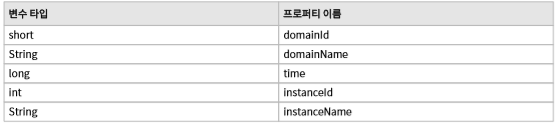 변수 타입 프로퍼티 이름
short domainId
String domainName
long time
int instanceId
String instanceName